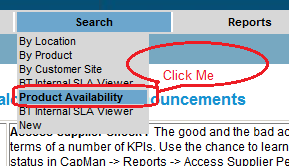 Search Reports
By Location
By Product
By Customer Site
Click Me
BT Internal SLA Viewer
Product Availability
ouncements
BT Internal SLA Viewer
New
Access Supplier Check The good and the bad ac
terms of a number of KPIs. Use the chance to learn
status in CapMan -> Reports -> Access Supplier Pe